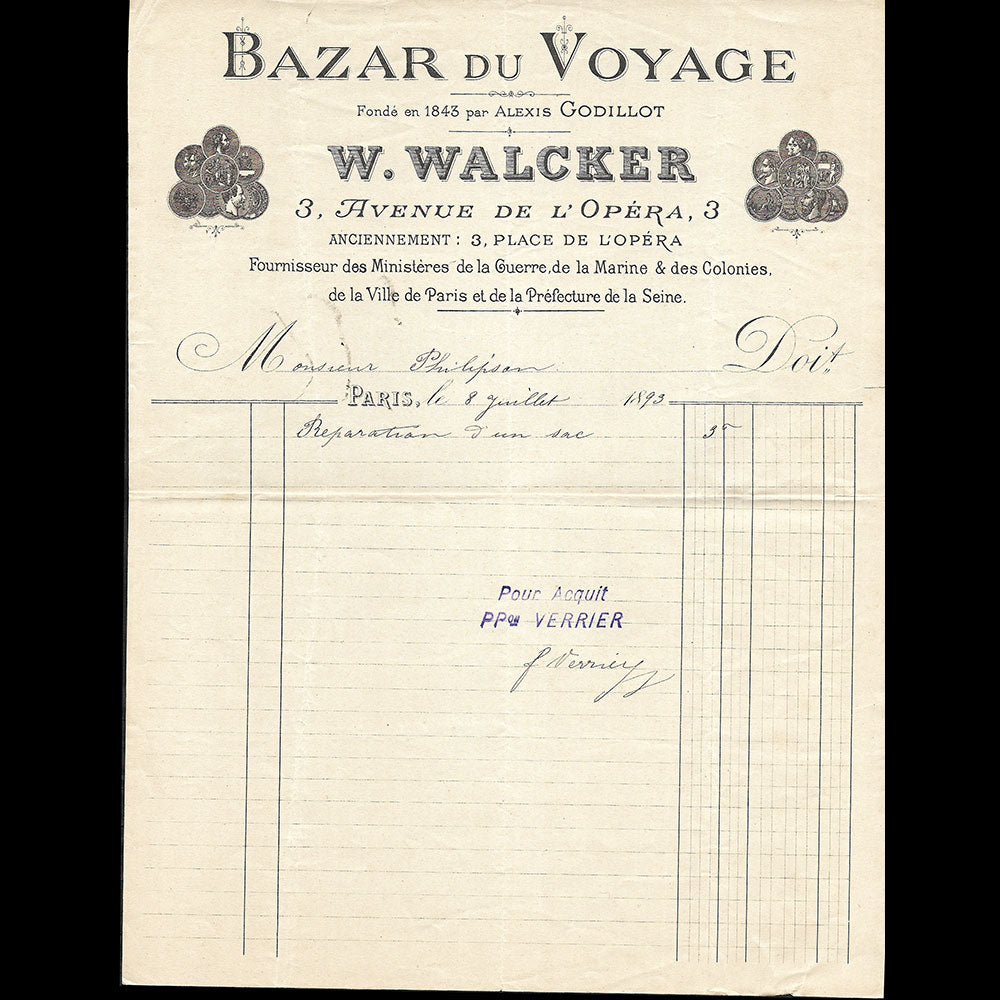 BAZAR DU VOYAGE
Fondé en 1843 par ALEXIS GODILLOT
W. WALCKER
3, AVENUE DE L'OPÉRA, 3
ANCIENNEMENT : 3, PLACE DE L'OPÉRA
Fournisseur des Ministères de la Guerre, de la Marine & des Colonies,
de la Ville de Paris et de la Préfecture de la Seine.
Monsieur Philipson Doit
PARIS, le 8 Juillet 1893
Réparation d'un sac 3
Pour Acquit
PPon VERRIER
f Verrier